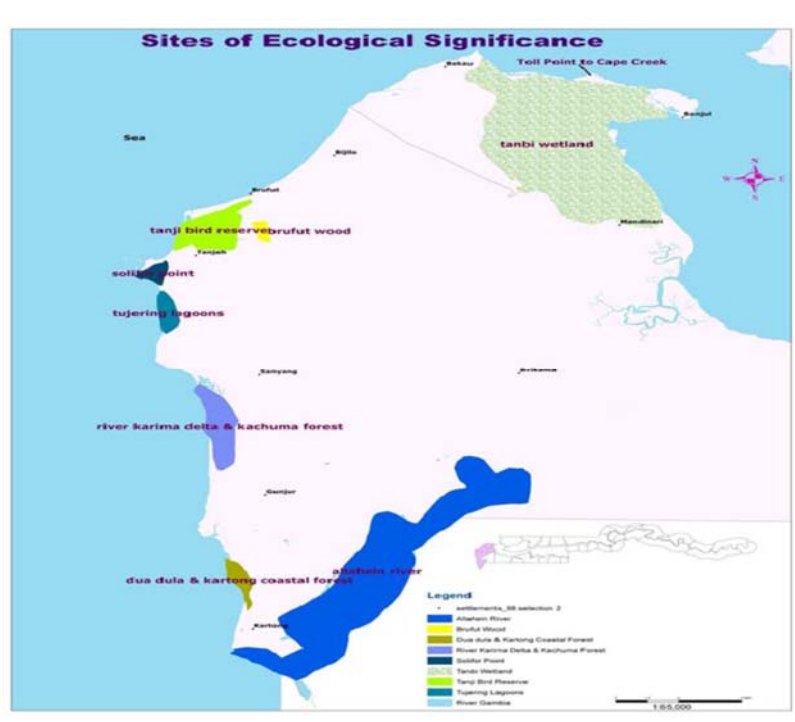 Sites of Ecological Significance
Toll Point to Cape Creek
Bakau
Banjul
Sea
tanbi wetland
Bijilo
N
W E
S
Brufut
Mandinari
tanji bird reserve
brufut wood
Tanjeh
solifor point
tujering lagoons
Sanyang
Brikama
river karima delta & kachuma forest
Gunjur
allahein river
dua dula & kartong coastal forest
Kartong
Legend
settlements_98 selection 2
Allahein River
Brufut Wood
Dua dula & Kartong Coastal Forest
River Karima Delta & Kachuma Forest
Solifor Point
Tanbi Wetland
Tanji Bird Reserve
Tujering Lagoons
River Gambia
1:65,000